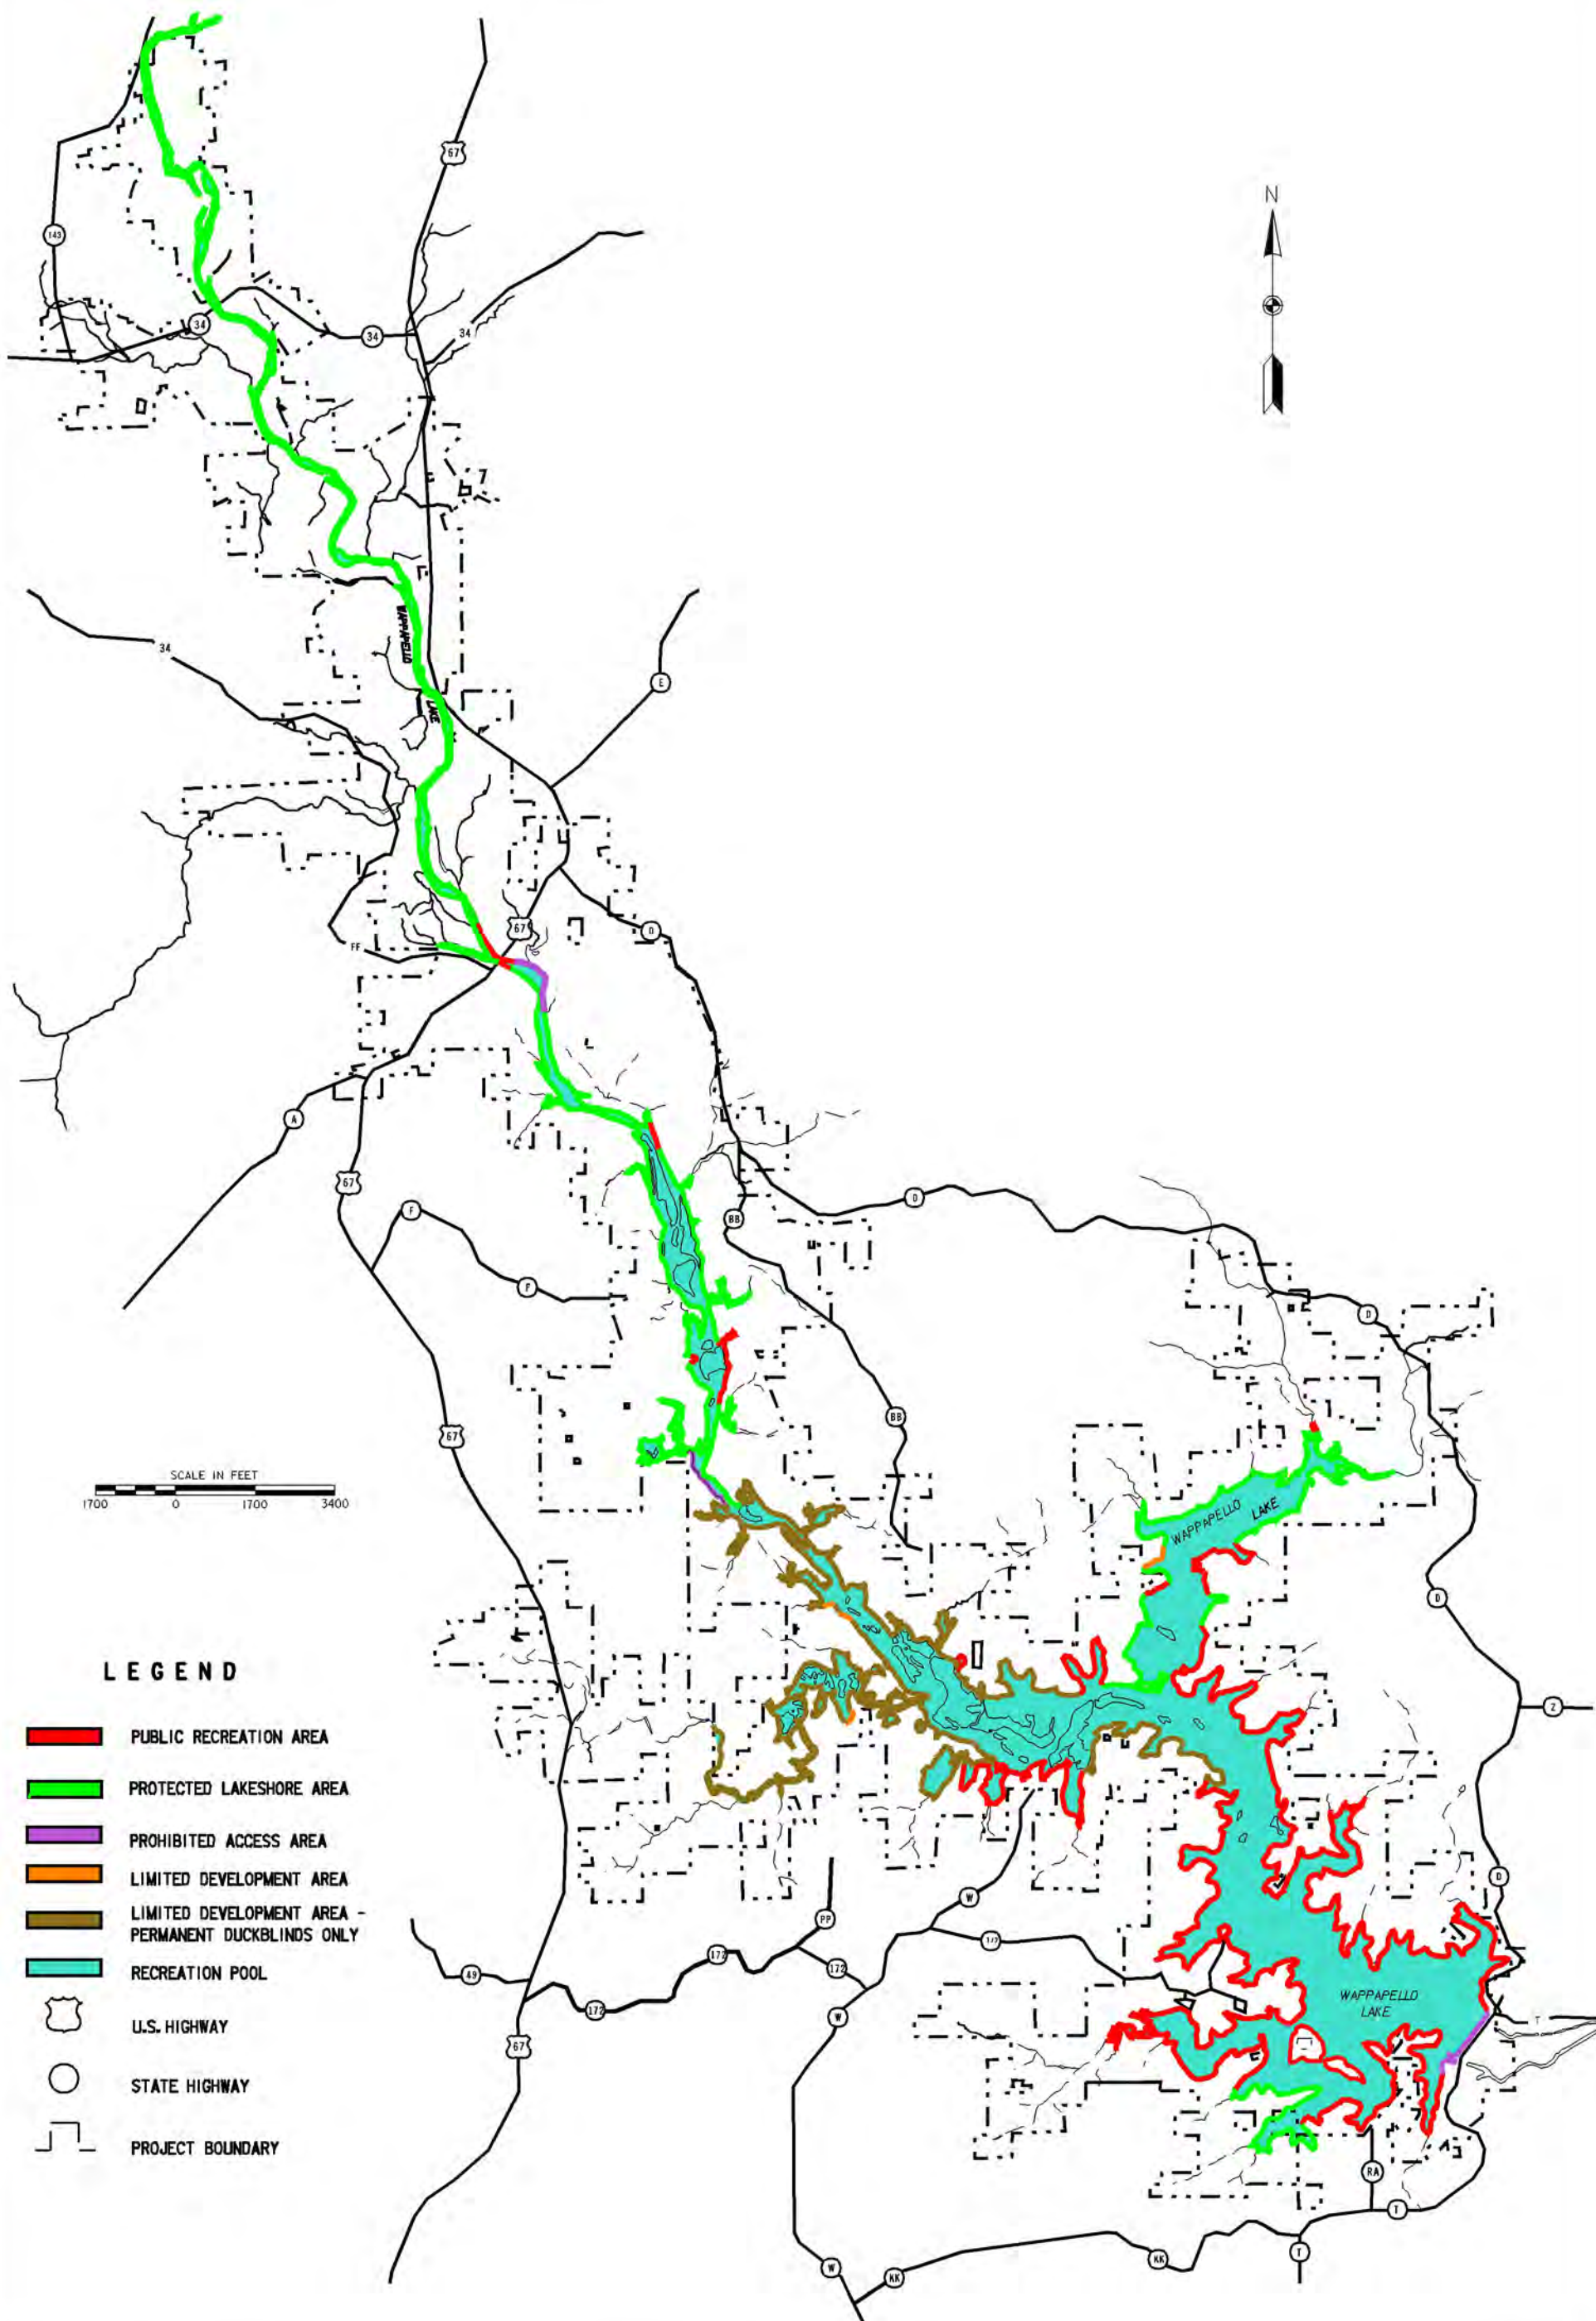 67
N
143
34
34
34
WAPPAPELLO
LAKE
34
E
67
FF
O
A
67
F
D
BB
F
D
BB
67
SCALE IN FEET
1700 0 1700 3400
WAPPAPELLO
LAKE
D
LEGEND
PUBLIC RECREATION AREA
PROTECTED LAKESHORE AREA
PROHIBITED ACCESS AREA
LIMITED DEVELOPMENT AREA
LIMITED DEVELOPMENT AREA -
PERMANENT DUCKBLINDS ONLY
RECREATION POOL
U.S. HIGHWAY
STATE HIGHWAY
PROJECT BOUNDARY
Z
D
W
PP
172
172
49
172
W
67
WAPPAPELLO
LAKE
T
RA
T
T
KK
W
KK